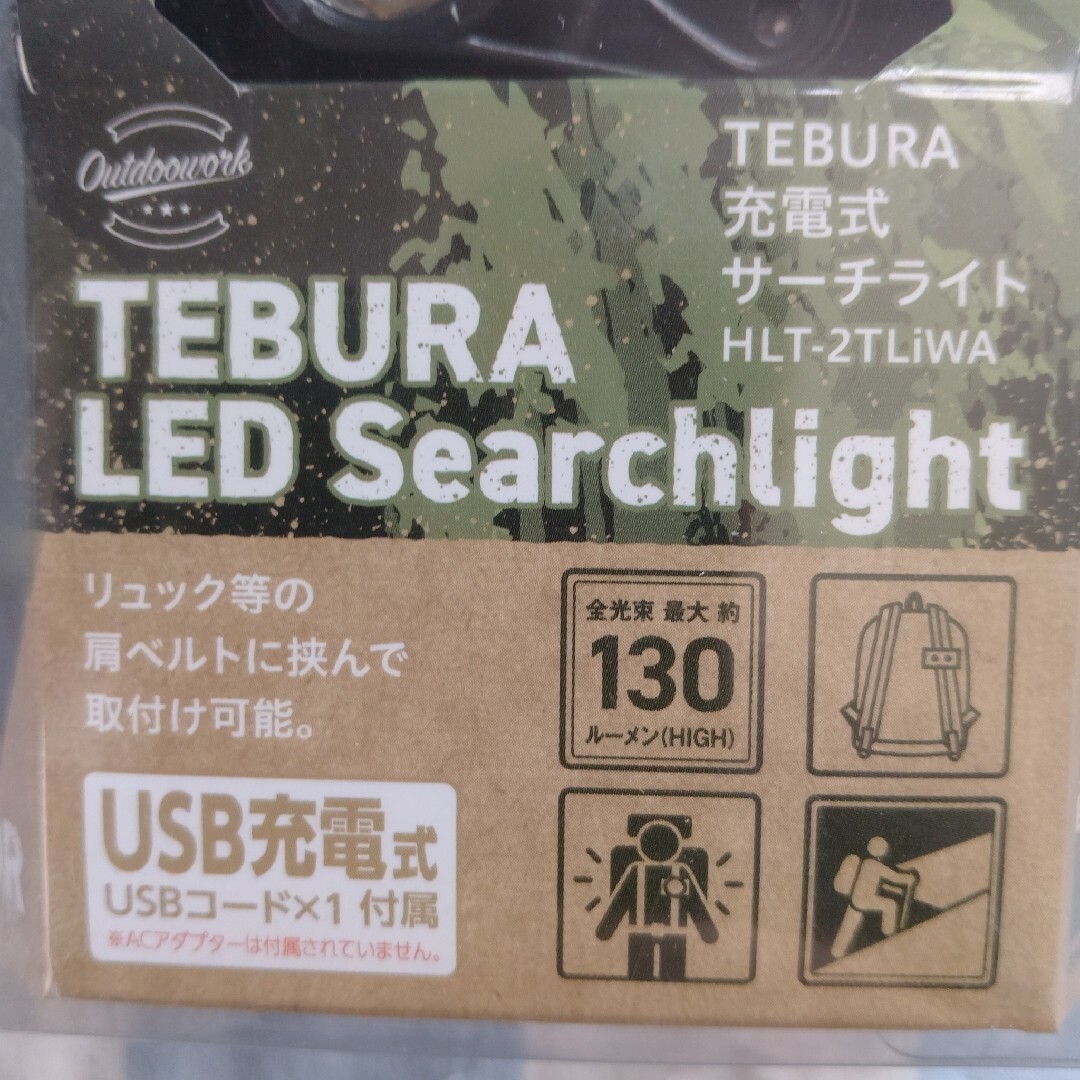 Outdoowork
TEBURA
充電式
サーチライト
HLT-2TLiWA
TEBURA
LED Searchlight
リュック等の
肩ベルトに挟んで
取付け可能。
全光束 最大 約
130
ルーメン(HIGH)
USB充電式
USBコード×1 付属
※ACアダプターは付属されていません。